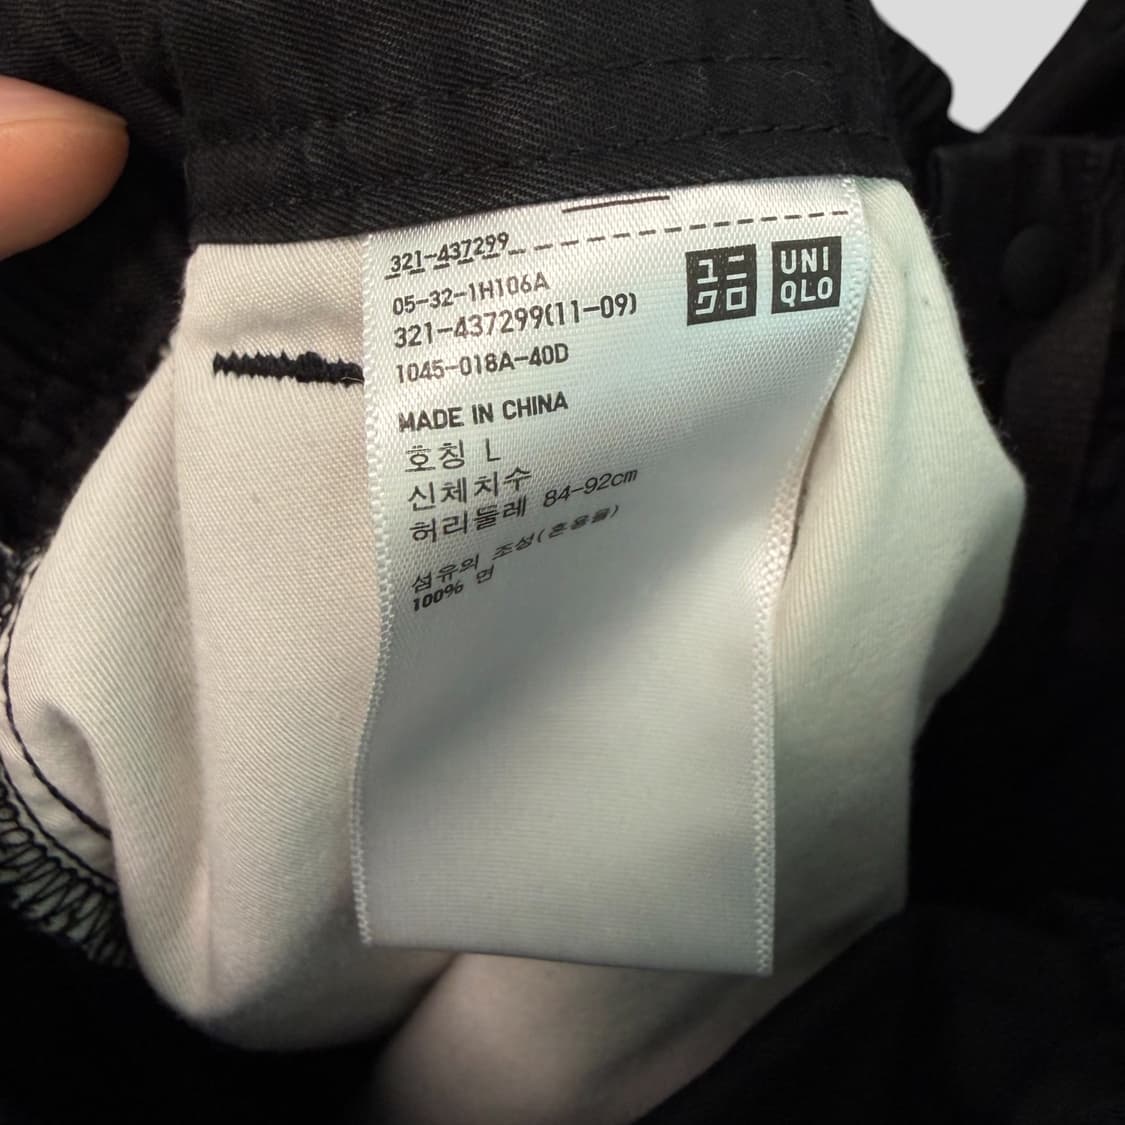 321-437299
05-32-1H106A
321-437299(11-09)
1045-018A-40D
ユニ
クロ
UNI
QLO
MADE IN CHINA
호칭 L
신체치수
허리둘레 84-92cm
섬유의 조성(혼용율)
100% 면